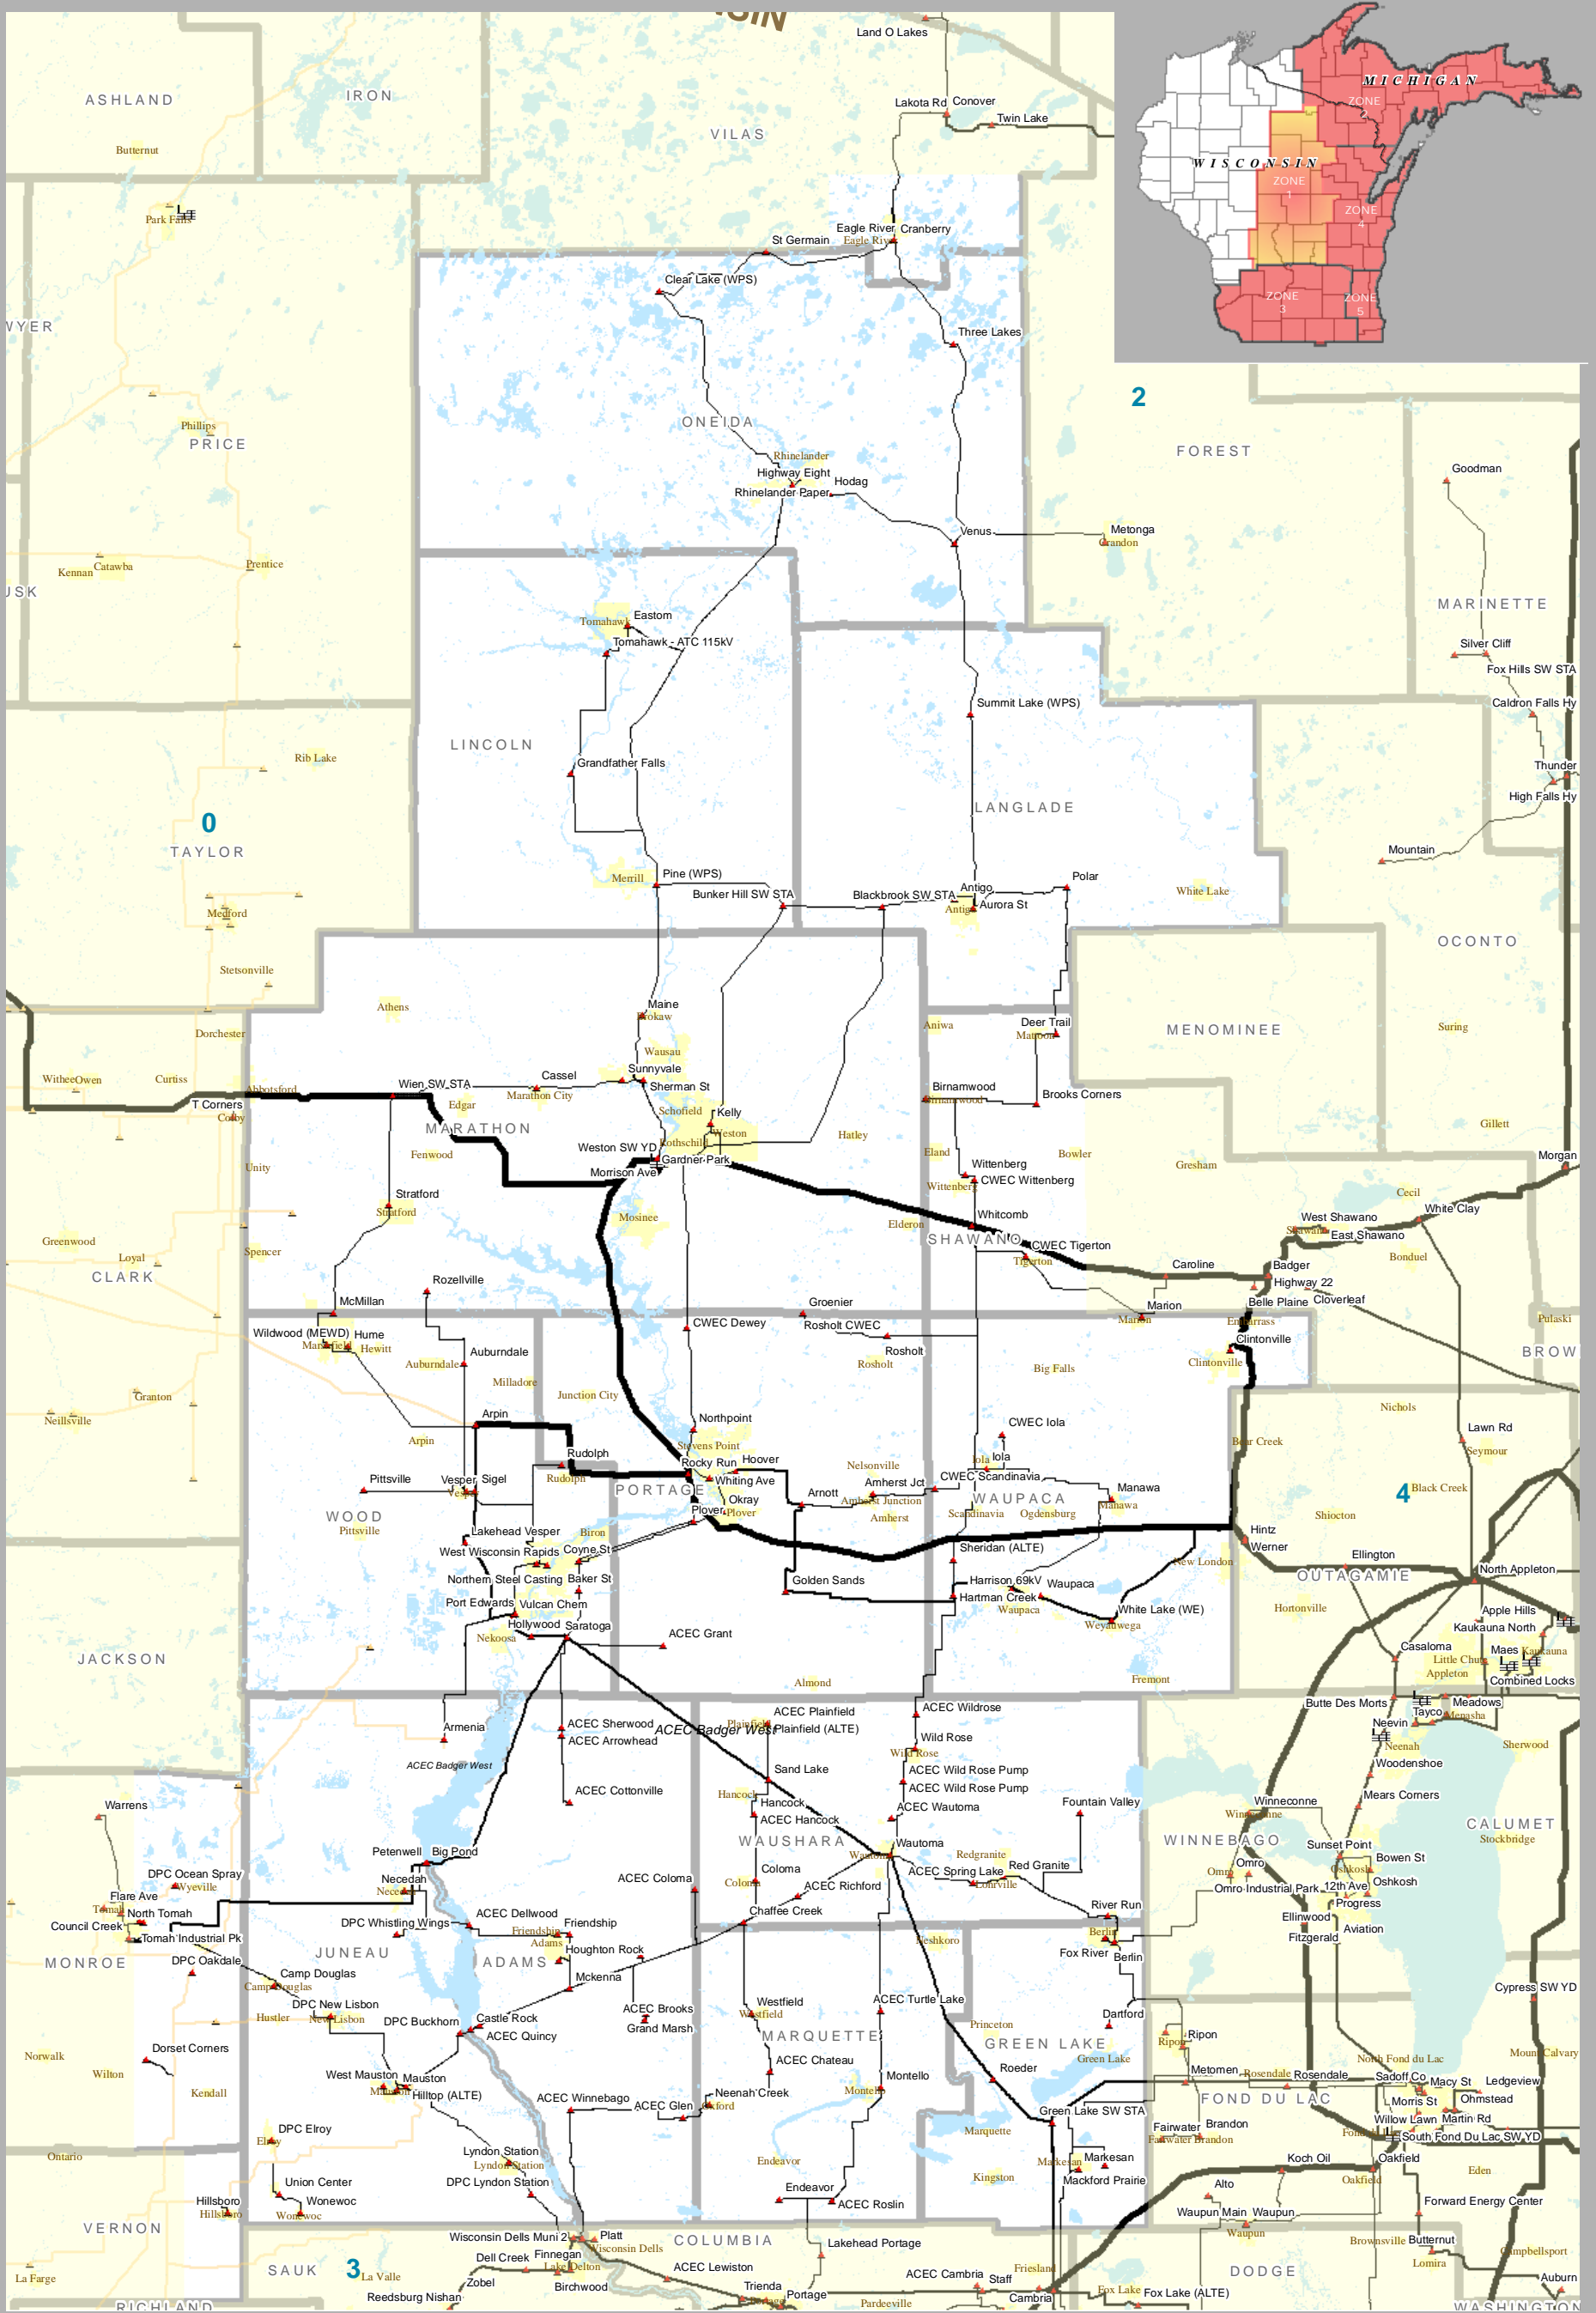 SIN
Land O Lakes
MICHIGAN
ASHLAND
IRON
ZONE
2
Lakota Rd
Conover
Twin Lake
VILAS
Butternut
WISCONSIN
ZONE
1
ZONE
4
Park Falls
Eagle River
Cranberry
Eagle River
St Germain
Clear Lake (WPS)
ZONE
3
ZONE
5
WYER
Three Lakes
2
ONEIDA
Phillips
PRICE
FOREST
Rhinelander
Highway Eight
Hodag
Rhinelander Paper
Goodman
Venus
Metonga
Crandon
Kennan
Catawba
Prentice
USK
MARINETTE
Eastom
Tomahawk
Tomahawk - ATC 115kV
Silver Cliff
Fox Hills SW STA
Summit Lake (WPS)
Caldron Falls Hy
LINCOLN
Rib Lake
Grandfather Falls
Thunder
High Falls Hy
LANGLADE
0
TAYLOR
Mountain
Merrill
Pine (WPS)
Bunker Hill SW STA
Blackbrook SW STA
Antigo
Polar
Antigo
Aurora St
White Lake
Medford
OCONTO
Stetsonville
Athens
Maine
Brokaw
Aniwa
Deer Trail
Mattoon
MENOMINEE
Suring
Dorchester
Wausau
Withee
Owen
Curtiss
Abbotsford
Wien SW STA
Cassel
Sunnyvale
Sherman St
Marathon City
Birnamwood
Birnamwood
Brooks Corners
T Corners
Colby
Edgar
Schofield
Kelly
MARATHON
Weston
Hatley
Gillett
Rothschild
Fenwood
Weston SW YD
Gardner Park
Eland
Bowler
Morgan
Unity
Morrison Ave
Wittenberg
CWEC Wittenberg
Wittenberg
Gresham
Stratford
Stratford
Mosinee
Cecil
White Clay
Elderon
Whitcomb
West Shawano
Shawano
East Shawano
Greenwood
Loyal
Spencer
SHAWANO
CWEC Tigerton
Tigerton
Bonduel
CLARK
Caroline
Badger
Highway 22
Rozellville
McMillan
Groenier
Marion
Marion
Belle Plaine
Cloverleaf
Embarrass
Pulaski
CWEC Dewey
Rosholt CWEC
Wildwood (MEWD)
Hume
Marshfield
Hewitt
Auburndale
Auburndale
Rosholt
Rosholt
Big Falls
Clintonville
Clintonville
BROW
Milladore
Junction City
Granton
Neillsville
Nichols
Arpin
Arpin
Northpoint
Stevens Point
CWEC Iola
Bear Creek
Lawn Rd
Seymour
Rudolph
Rudolph
Rocky Run
Hoover
Whiting Ave
Nelsonville
Iola
Iola
Pittsville
Vesper
Sigel
Vesper
PORTAGE
Amherst Jct
CWEC Scandinavia
Manawa
Manawa
4
Black Creek
Arnott
Amherst Junction
WAUPACA
Okray
Plover
Plover
Amherst
Scandinavia
Ogdensburg
WOOD
Pittsville
Shiocton
Lakehead Vesper
Biron
Hintz
Werner
West Wisconsin Rapids
Coyne St
Sheridan (ALTE)
New London
Ellington
North Appleton
OUTAGAMIE
Northern Steel Casting
Baker St
Golden Sands
Harrison 69kV
Waupaca
Hartman Creek
Waupaca
White Lake (WE)
Weyauwega
Hortonville
Apple Hills
Port Edwards
Vulcan Chem
Hollywood
Saratoga
Nekoosa
ACEC Grant
Kaukauna North
Casaloma
Maes
Kaukauna
Little Chute
Appleton
Combined Locks
JACKSON
Almond
Fremont
Butte Des Morts
Meadows
Tayco
Menasha
Armenia
ACEC Sherwood
ACEC Arrowhead
ACEC Badger West
ACEC Plainfield
Plainfield
Plainfield (ALTE)
ACEC Wildrose
Wild Rose
Wild Rose
Neevin
Neenah
Sherwood
ACEC Badger West
Sand Lake
ACEC Wild Rose Pump
ACEC Wild Rose Pump
Woodenshoe
ACEC Cottonville
Hancock
Hancock
ACEC Hancock
ACEC Wautoma
Fountain Valley
Mears Corners
Winneconne
Winneconne
CALUMET
Stockbridge
Warrens
WAUSHARA
Wautoma
Wautoma
WINNEBAGO
Sunset Point
Bowen St
Petenwell
Big Pond
Redgranite
DPC Ocean Spray
Wyeville
Necedah
Necedah
ACEC Coloma
Coloma
Coloma
ACEC Richford
ACEC Spring Lake
Red Granite
Lohrville
Omro
Omro
Oshkosh
Oshkosh
Omro Industrial Park
12th Ave
Progress
Flare Ave
Tomah
North Tomah
Council Creek
Tomah Industrial Pk
DPC Whistling Wings
ACEC Dellwood
Friendship
Friendship
Adams
Chaffee Creek
River Run
Berlin
Fox River
Berlin
Ellinwood
Fitzgerald
Aviation
Neshkoro
Houghton Rock
JUNEAU
ADAMS
MONROE
DPC Oakdale
Camp Douglas
Camp Douglas
Mckenna
Cypress SW YD
DPC New Lisbon
New Lisbon
Hustler
ACEC Brooks
Grand Marsh
Westfield
Westfield
ACEC Turtle Lake
Dartford
DPC Buckhorn
Castle Rock
ACEC Quincy
MARQUETTE
Princeton
GREEN LAKE
Green Lake
Ripon
Ripon
Norwalk
Dorset Corners
Wilton
Kendall
ACEC Chateau
Roeder
Metomen
North Fond du Lac
Mount Calvary
West Mauston
Mauston
Mauston
Hilltop (ALTE)
Montello
Montello
Rosendale
Rosendale
Sadoff Co
Macy St
Ledgeview
ACEC Winnebago
ACEC Glen
Neenah Creek
Oxford
FOND DU LAC
Morris St
Ohmstead
Green Lake SW STA
Willow Lawn
Martin Rd
DPC Elroy
Elroy
Marquette
Fairwater
Brandon
Fairwater
Brandon
South Fond Du Lac SW YD
Ontario
Lyndon Station
Lyndon Station
DPC Lyndon Station
Endeavor
Kingston
Markesan
Markesan
Mackford Prairie
Koch Oil
Oakfield
Oakfield
Eden
Union Center
Wonewoc
Wonewoc
Hillsboro
Hillsboro
Endeavor
ACEC Roslin
Alto
Waupun Main
Waupun
Waupun
Forward Energy Center
VERNON
Wisconsin Dells Muni 2
Platt
Wisconsin Dells
COLUMBIA
Lakehead Portage
Brownsville
Butternut
Lomira
Campbellsport
SAUK
3
La Valle
La Farge
Dell Creek
Finnegan
Lake Delton
Birchwood
Zobel
Reedsburg Nishan
ACEC Lewiston
Trienda
Portage
Portage
ACEC Cambria
Staff
Friesland
Cambria
Pardeeville
Fox Lake
Fox Lake (ALTE)
DODGE
Auburn
RICHLAND
WASHINGTON